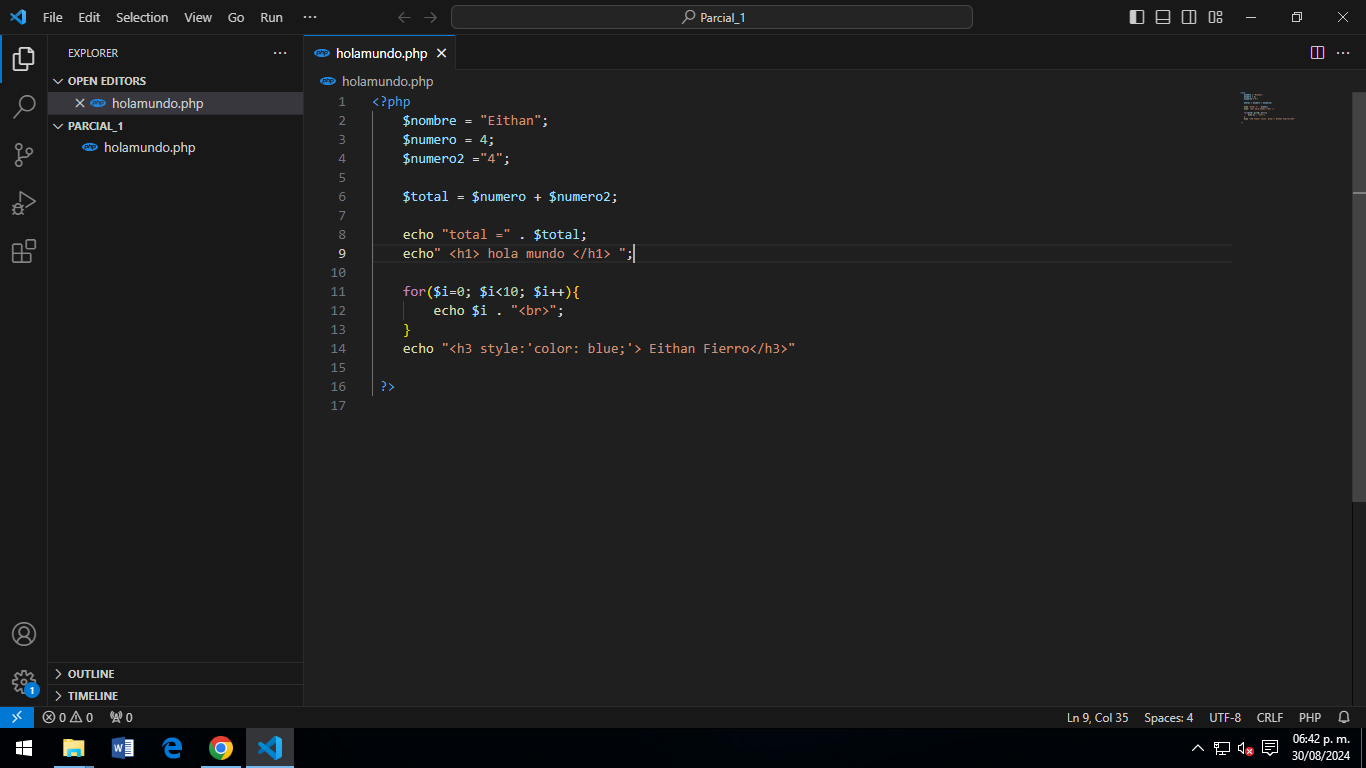 File Edit Selection View Go Run ···
Parcial_1
EXPLORER ···
OPEN EDITORS
holamundo.php
PARCIAL_1
holamundo.php
OUTLINE
TIMELINE
holamundo.php
holamundo.php
1 <?php
2 $nombre = "Eithan";
3 $numero = 4;
4 $numero2 ="4";
5
6 $total = $numero + $numero2;
7
8 echo "total =" . $total;
9 echo" <h1> hola mundo </h1> ";
10
11 for($i=0; $i<10; $i++){
12 echo $i . "<br>";
13 }
14 echo "<h3 style:'color: blue;'> Eithan Fierro</h3>"
15
16 ?>
17
1
0 0 0 Ln 9, Col 35 Spaces: 4 UTF-8 CRLF PHP
06:42 p. m.
30/08/2024